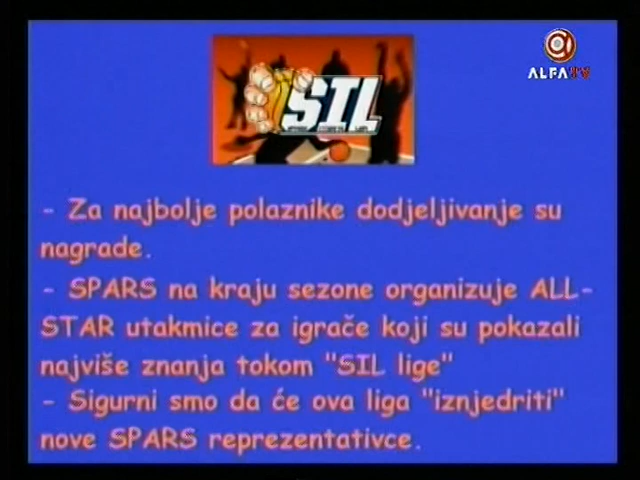 ALFA TV
SIL
- Za najbolje polaznike dodjeljivanje su
nagrade.
- SPARS na kraju sezone organizuje ALL-
STAR utakmice za igrače koji su pokazali
najviše znanja tokom "SIL lige"
- Sigurni smo da će ova liga "iznjedriti"
nove SPARS reprezentativce.